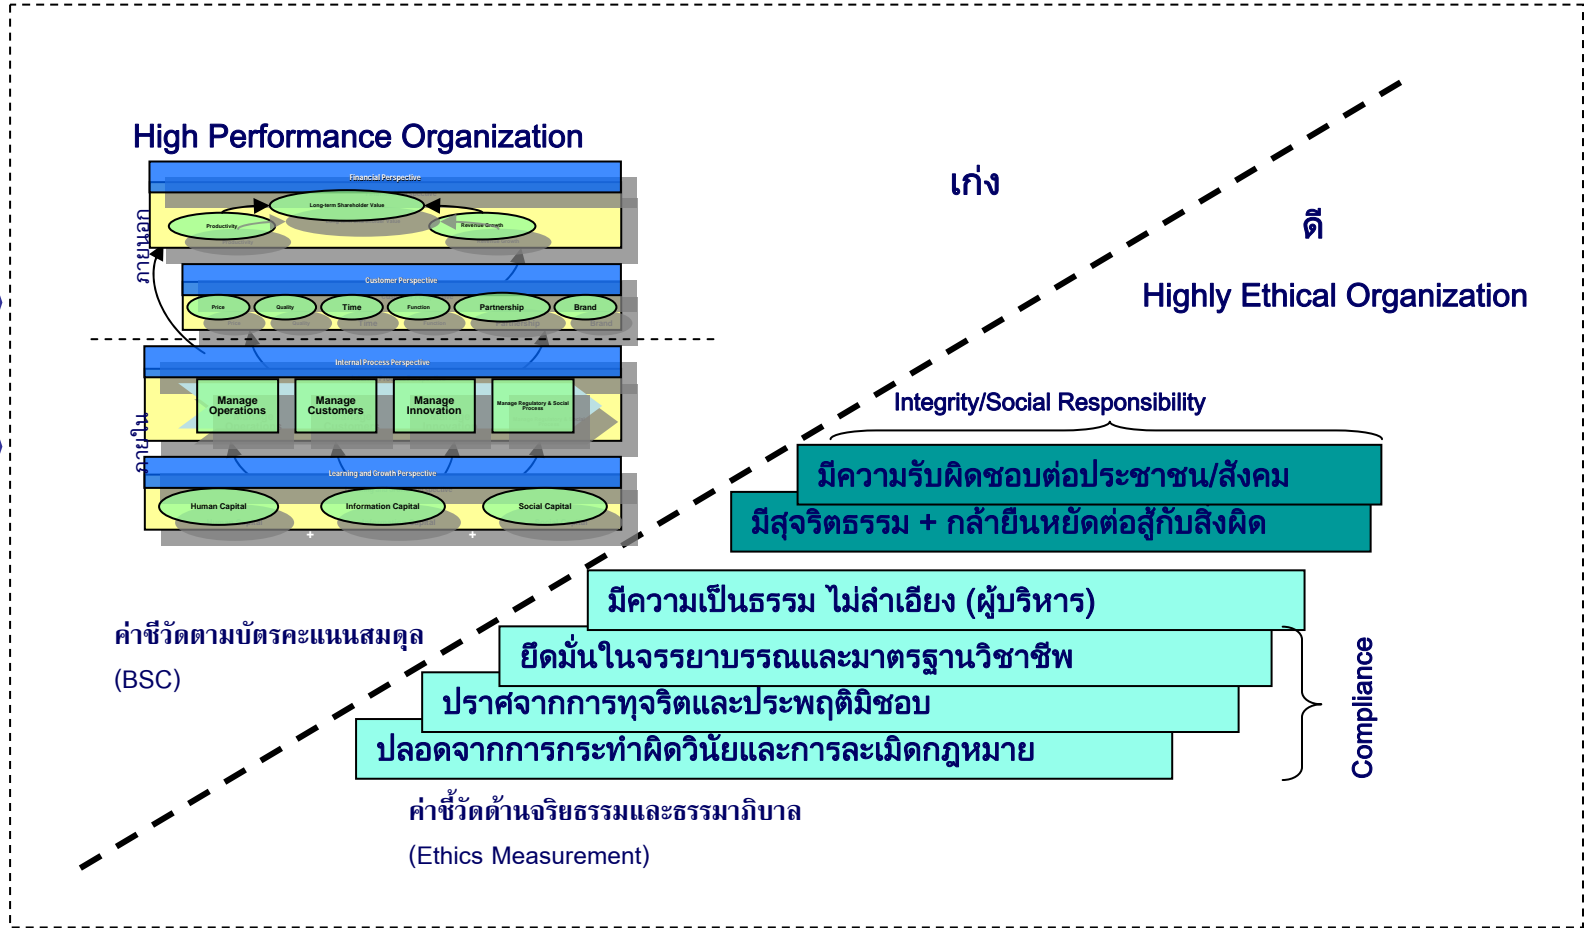 High Performance Organization
Financial Perspective
Long-term Shareholder Value
Productivity
Revenue Growth
ภายนอก
Customer Perspective
Price
Quality
Time
Function
Partnership
Brand
Internal Process Perspective
Manage
Operations
Manage
Customers
Manage
Innovation
Manage Regulatory & Social
Process
ภายใน
Learning and Growth Perspective
Human Capital
Information Capital
Social Capital
+
+
ค่าชี้วัดตามบัตรคะแนนสมดุล
(BSC)
เก่ง
ดี
Highly Ethical Organization
Integrity/Social Responsibility
มีความรับผิดชอบต่อประชาชน/สังคม
มีสุจริตธรรม + กล้ายืนหยัดต่อสู้กับสิ่งผิด
มีความเป็นธรรม ไม่ลำเอียง (ผู้บริหาร)
ยึดมั่นในจรรยาบรรณและมาตรฐานวิชาชีพ
ปราศจากการทุจริตและประพฤติมิชอบ
ปลอดจากการกระทำผิดวินัยและการละเมิดกฎหมาย
Compliance
ค่าชี้วัดด้านจริยธรรมและธรรมาภิบาล
(Ethics Measurement)